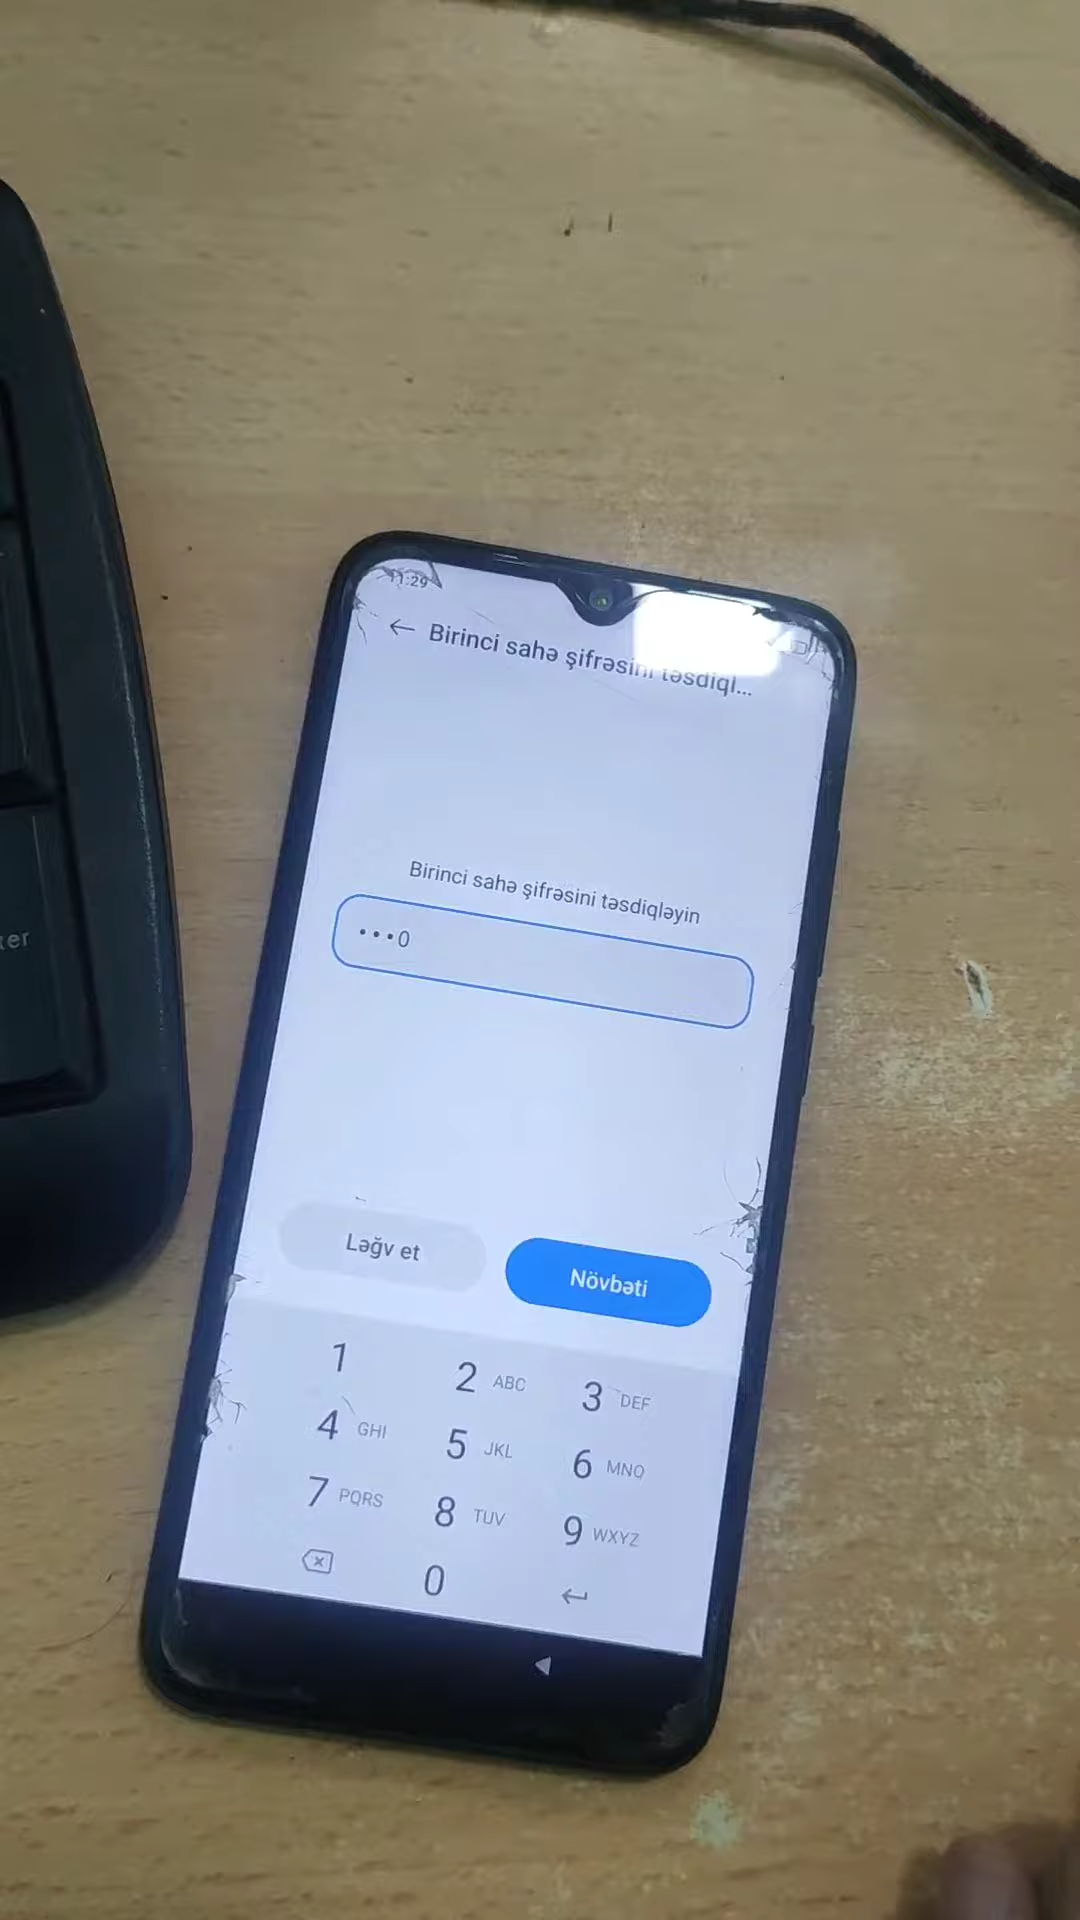 11:29
← Birinci sahə şifrəsini təsdiql...
Birinci sahə şifrəsini təsdiqləyin
•••0
Ləğv et
Növbəti
1
2 ABC
3 DEF
4 GHI
5 JKL
6 MNO
7 PQRS
8 TUV
9 WXYZ
0